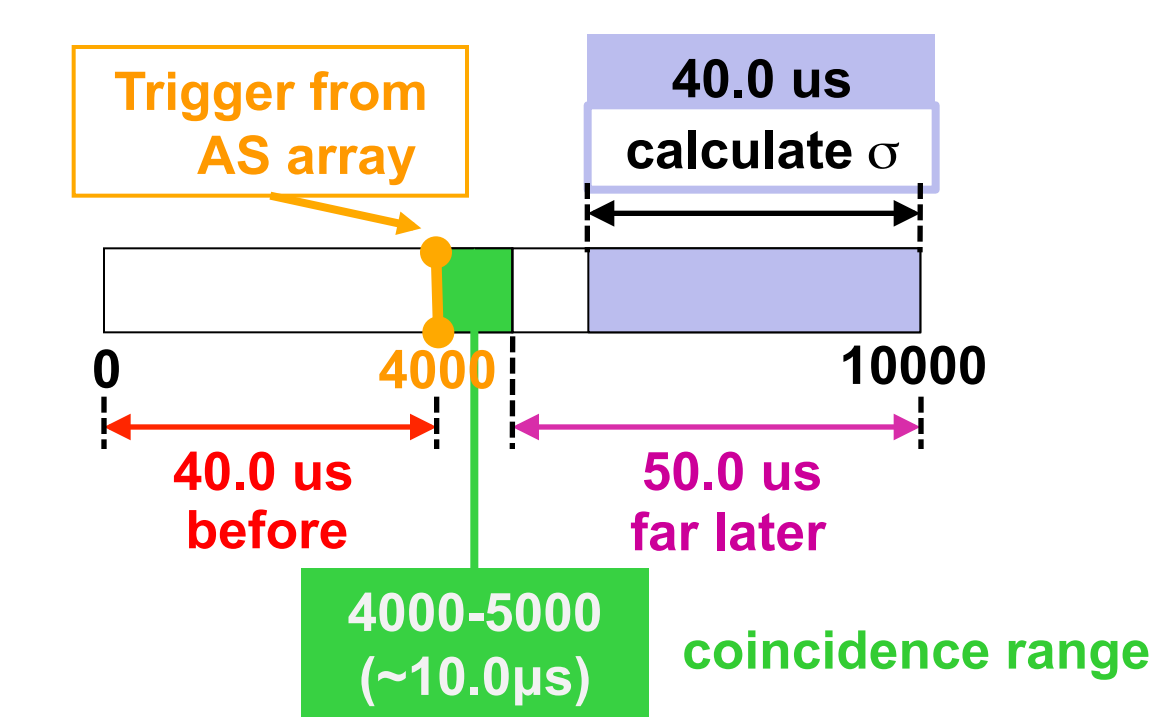 Trigger from
AS array
40.0 us
calculate σ
0
4000
10000
40.0 us
before
50.0 us
far later
4000-5000
(~10.0µs)
coincidence range